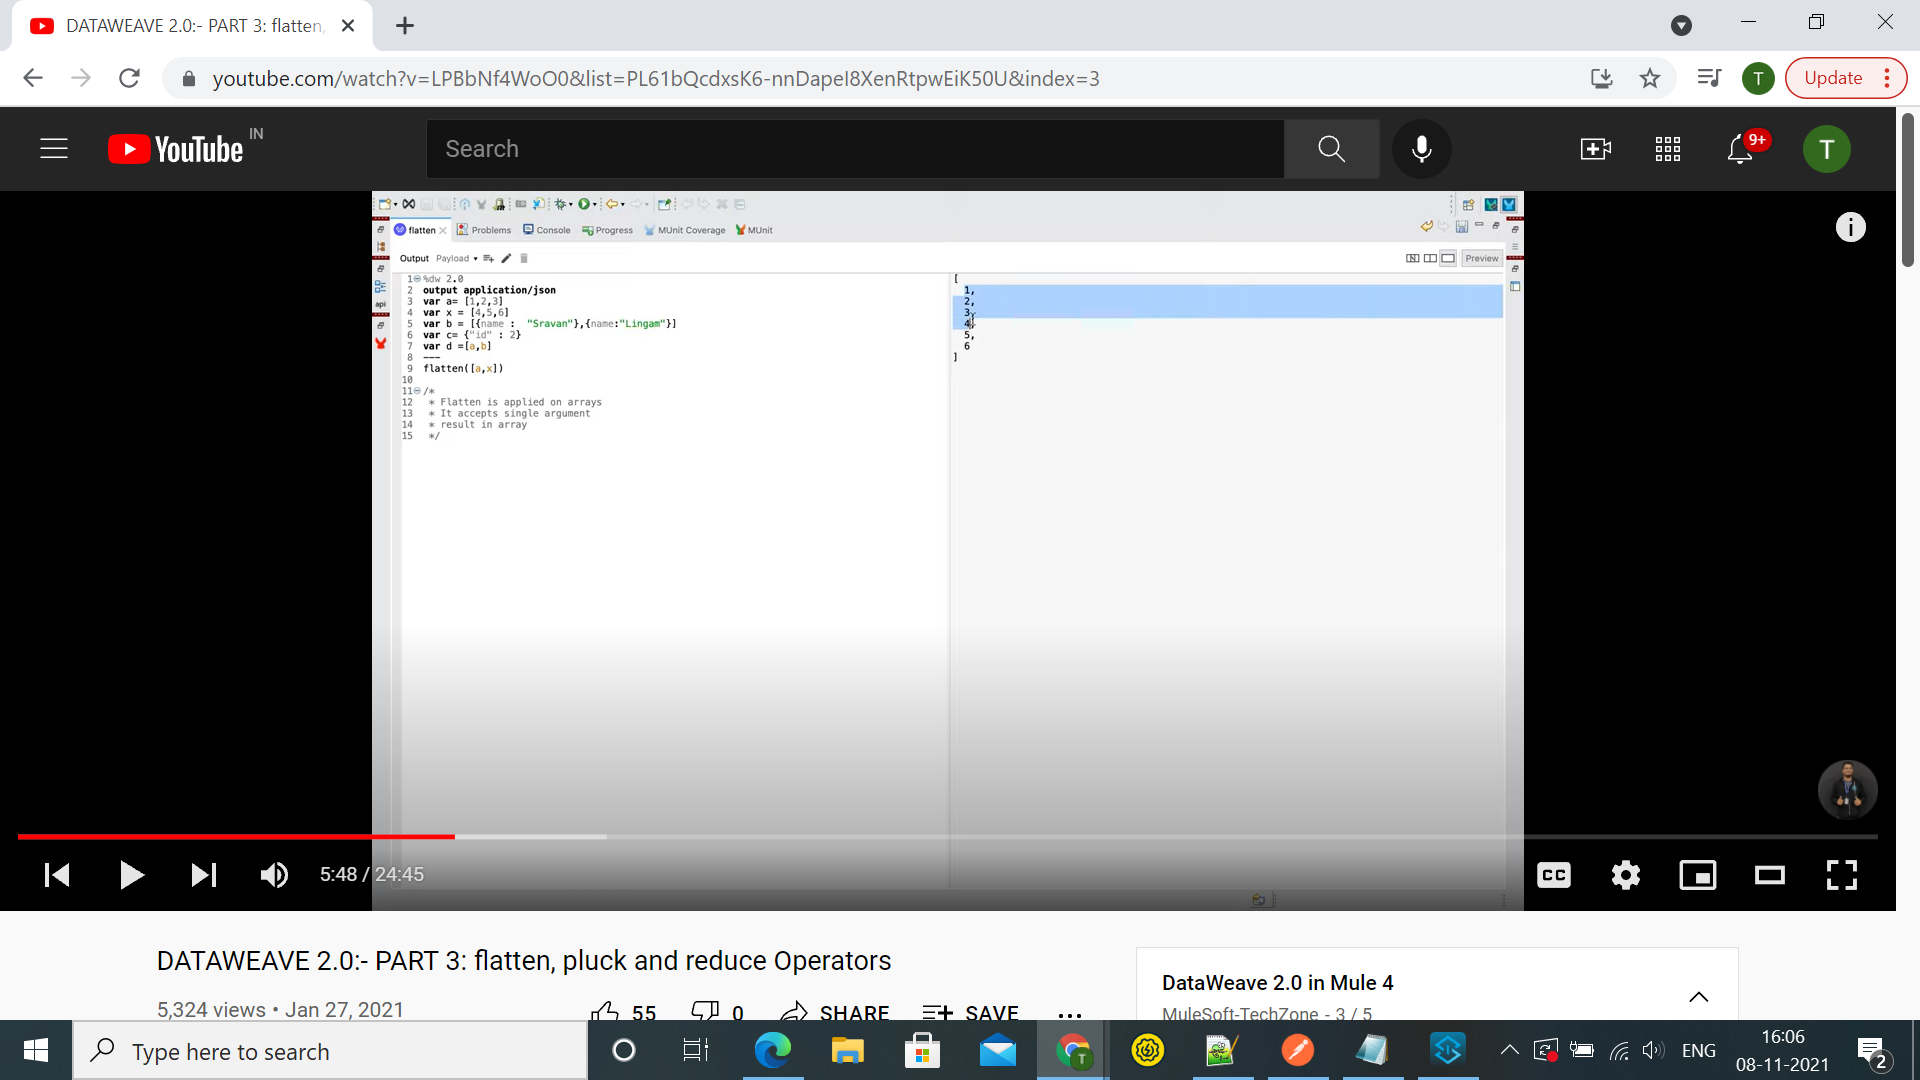 DATAWEAVE 2.0:- PART 3: flatten,
youtube.com/watch?v=LPBbNf4WoO0&list=PL61bQcdxsK6-nnDapeI8XenRtpwEiK50U&index=3
T
Update
YouTube IN
Search
9+
T
flatten
Problems
Console
Progress
MUnit Coverage
MUnit
Output Payload
Preview
1 %dw 2.0
2 output application/json
3 var a= [1,2,3]
4 var x = [4,5,6]
5 var b = [{name : "Sravan"},{name:"Lingam"}]
6 var c= {"id" : 2}
7 var d =[a,b]
8 ---
9 flatten([a,x])
10
11 /*
12 * Flatten is applied on arrays
13 * It accepts single argument
14 * result in array
15 */
api
[
1,
2,
3,
4,
5,
6
]
5:48 / 24:45
CC
DATAWEAVE 2.0:- PART 3: flatten, pluck and reduce Operators
5,324 views • Jan 27, 2021
55
0
SHARE
SAVE
DataWeave 2.0 in Mule 4
MuleSoft-TechZone - 3 / 5
Type here to search
T
ENG
16:06
08-11-2021
2